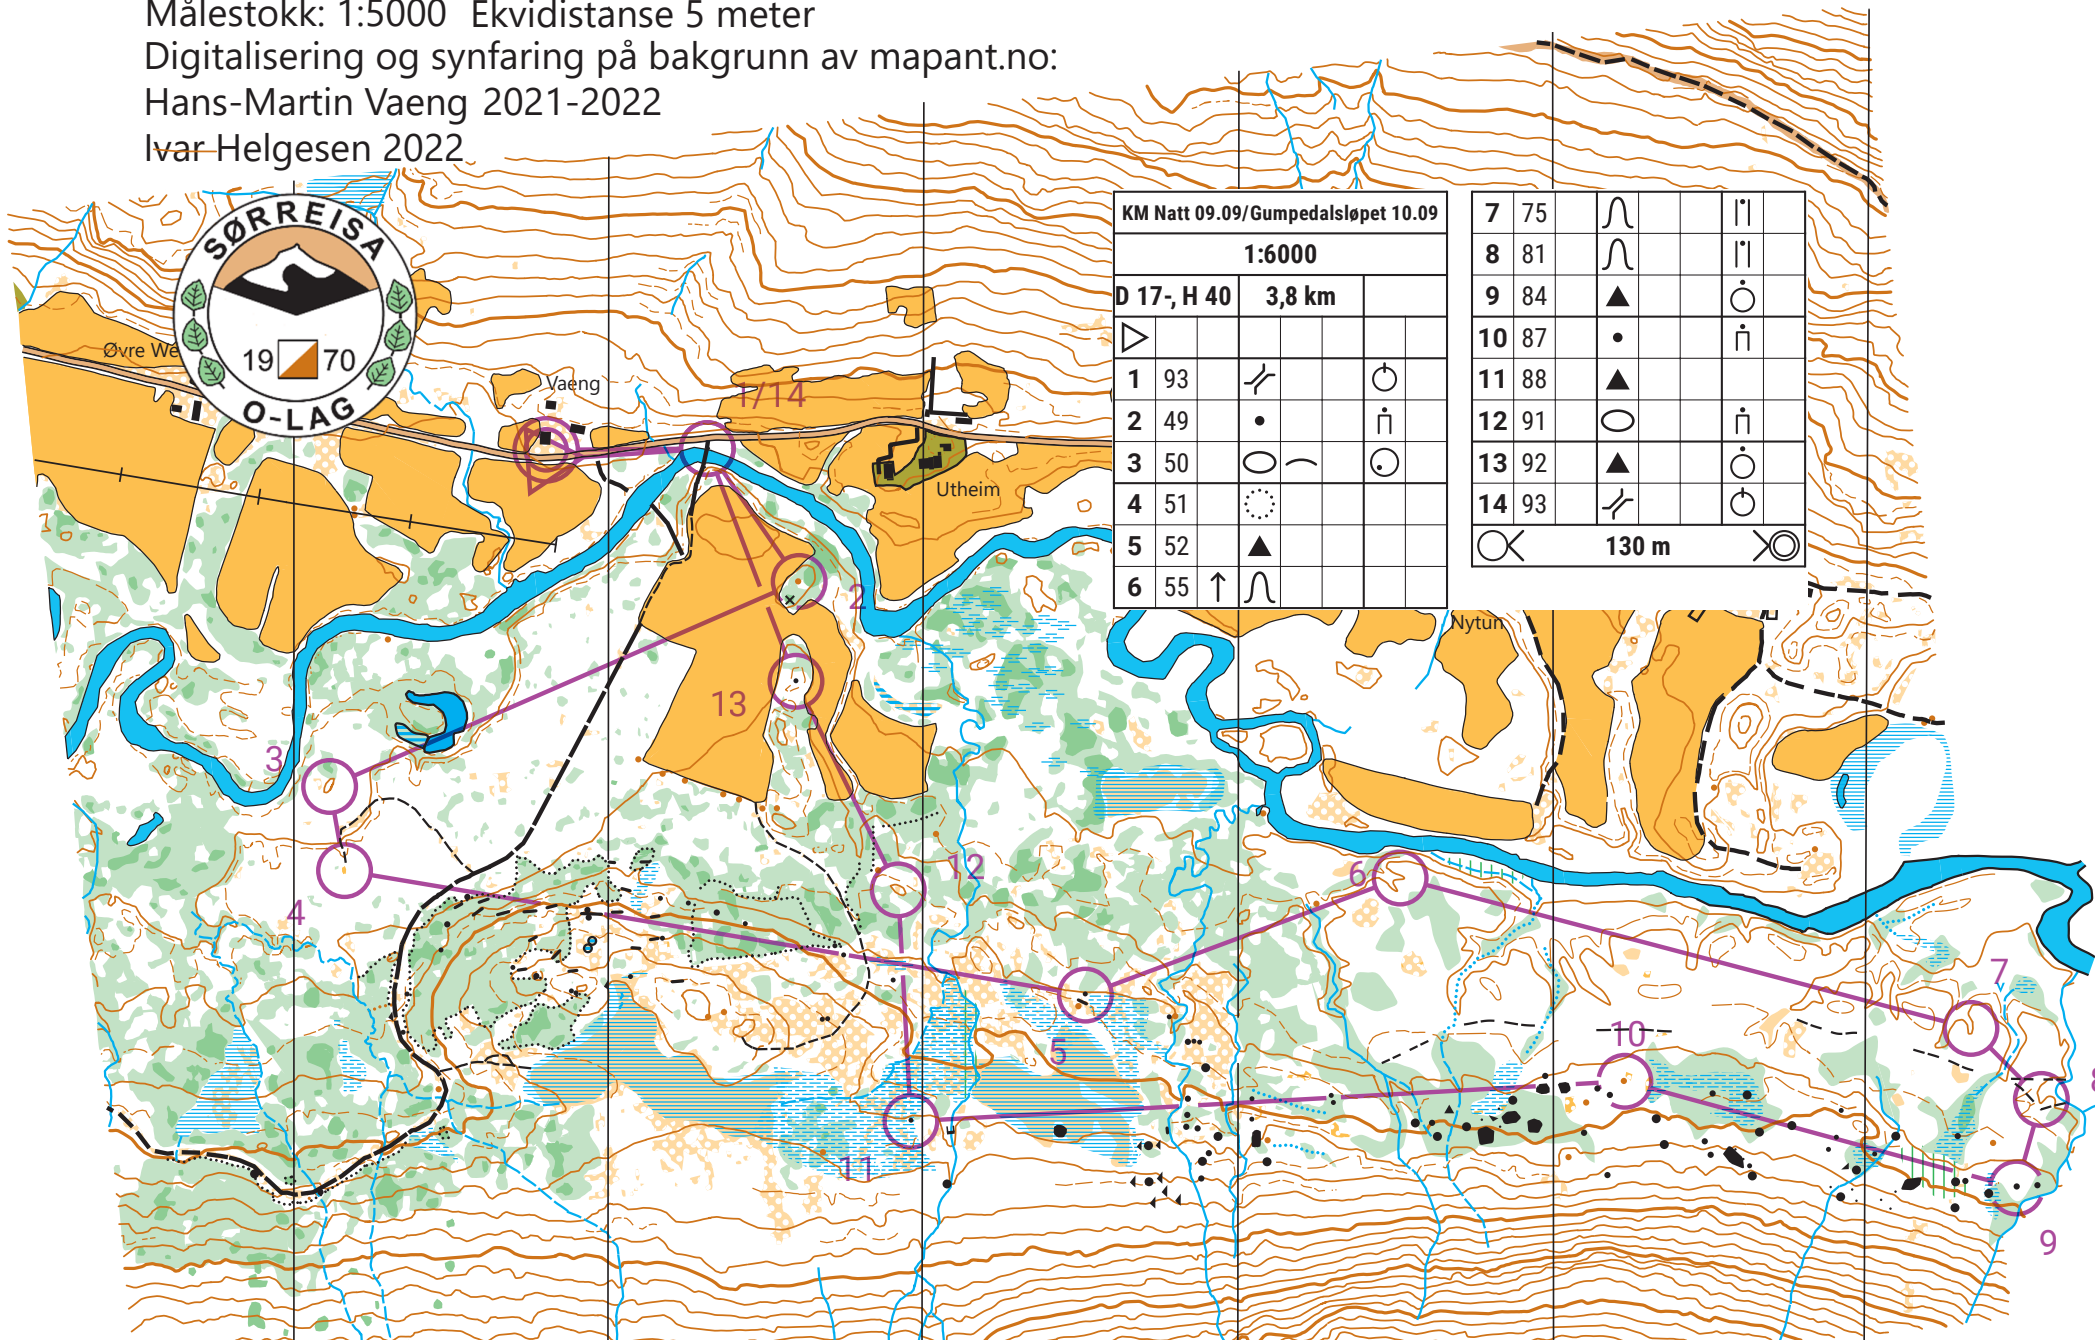 Målestokk: 1:5000 Ekvidistanse 5 meter
Digitalisering og synfaring på bakgrunn av mapant.no:
Hans-Martin Vaeng 2021-2022
Ivar Helgesen 2022
SØRREISA
19 70
O-LAG
Øvre
Vaeng
Utheim
Nytun
KM Natt 09.09/Gumpedalsløpet 10.09
1:6000
D 17-, H 40 3,8 km
1 93
2 49
3 50
4 51
5 52
6 55
7 75
8 81
9 84
10 87
11 88
12 91
13 92
14 93
130 m
1/14
2
13
3
12
6
4
7
5
10
11
9